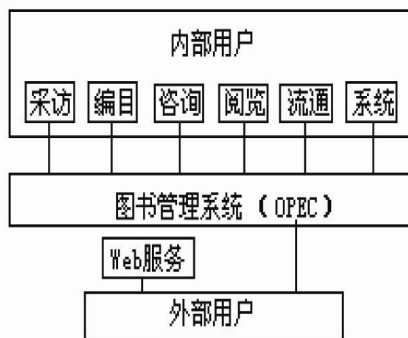 内部用户
采访 编目 咨询 阅览 流通 系统
图书管理系统（OPEC）
Web服务
外部用户